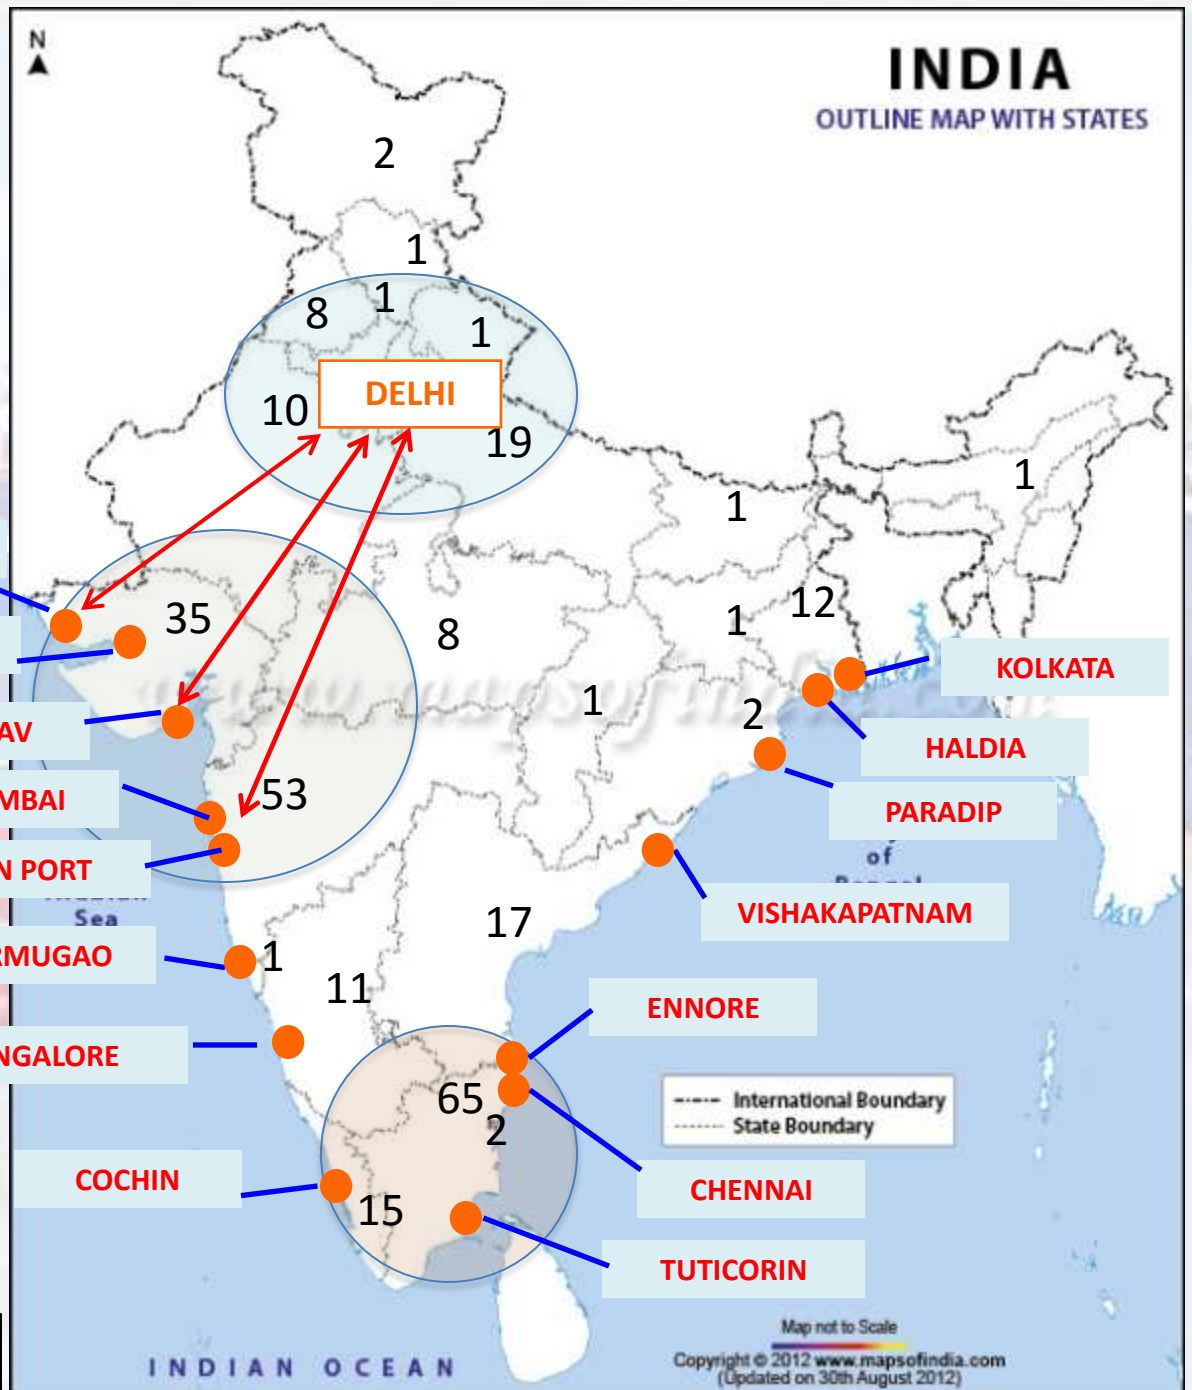 N
INDIA
OUTLINE MAP WITH STATES
2
1
8
1
1
DELHI
10
19
1
1
35
12
8
1
KOLKATA
1
2
AV
HALDIA
53
MBAI
PARADIP
N PORT
of
Sea
17
VISHAKAPATNAM
RMUGAO
1
11
ENNORE
NGALORE
65
International Boundary
2
State Boundary
COCHIN
CHENNAI
15
TUTICORIN
Map not to Scale
INDIAN OCEAN
Copyright © 2012 www.mapsofindia.com
(Updated on 30th August 2012)